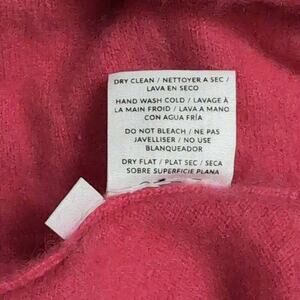 DRY CLEAN / NETTOYER A SEC /
LAVA EN SECO
HAND WASH COLD / LAVAGE À
LA MAIN FROID / LAVA A MANO
CON AGUA FRÍA
DO NOT BLEACH / NE PAS
JAVELLISER / NO USE
BLANQUEADOR
DRY FLAT / PLAT SEC / SECA
SOBRE SUPERFICIE PLANA